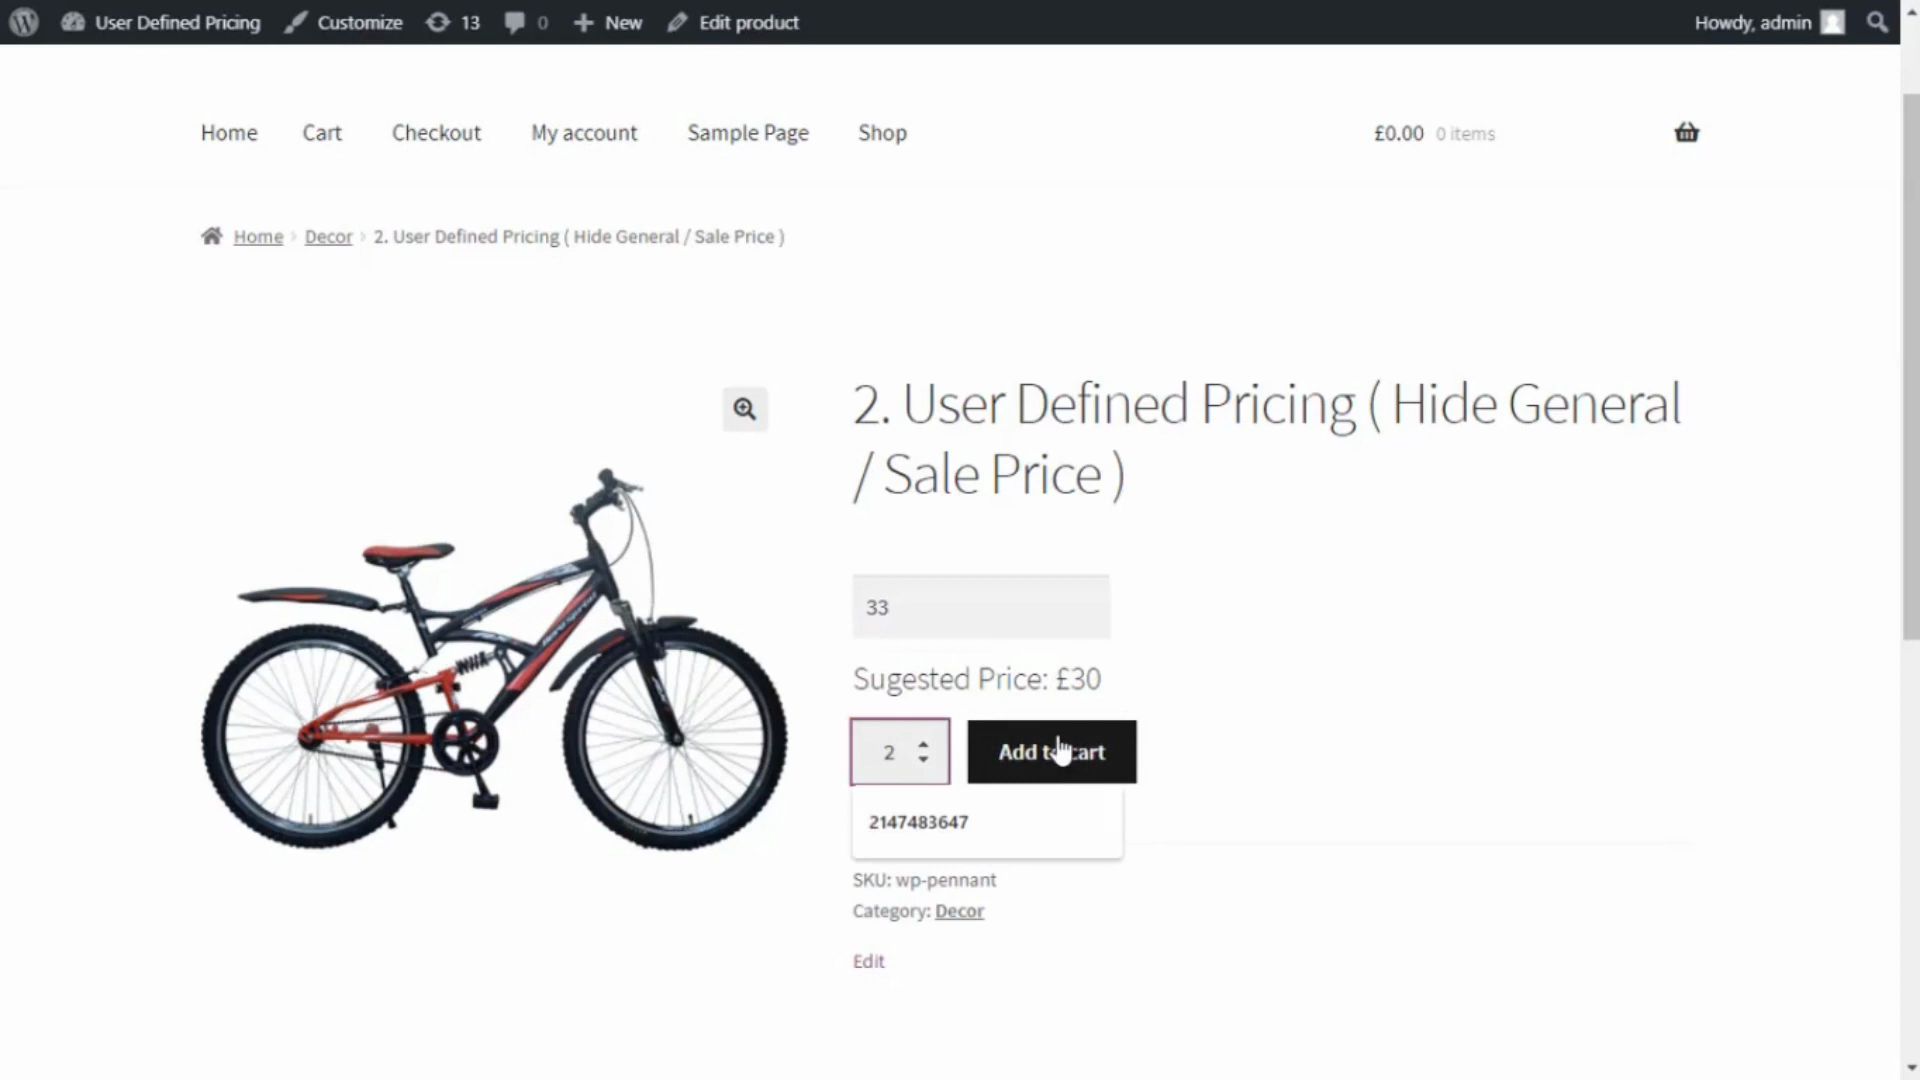 User Defined Pricing Customize 13 0 New Edit product Howdy, admin
Home Cart Checkout My account Sample Page Shop £0.00 0 items
Home Decor 2. User Defined Pricing ( Hide General / Sale Price )
2. User Defined Pricing ( Hide General
/ Sale Price )
33
Sugested Price: £30
2 Add to cart
2147483647
SKU: wp-pennant
Category: Decor
Edit